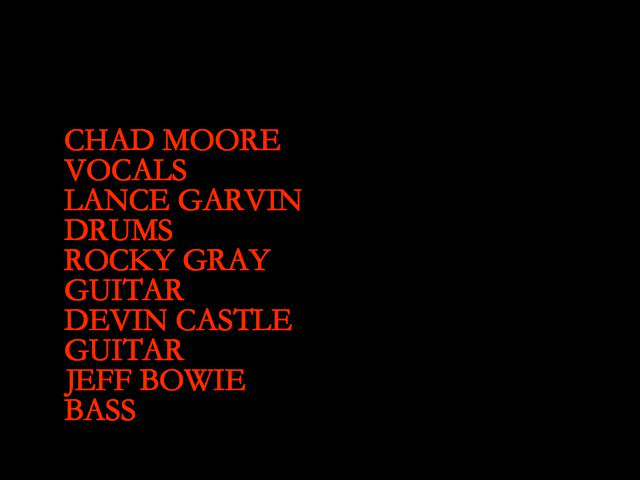 CHAD MOORE
VOCALS
LANCE GARVIN
DRUMS
ROCKY GRAY
GUITAR
DEVIN CASTLE
GUITAR
JEFF BOWIE
BASS